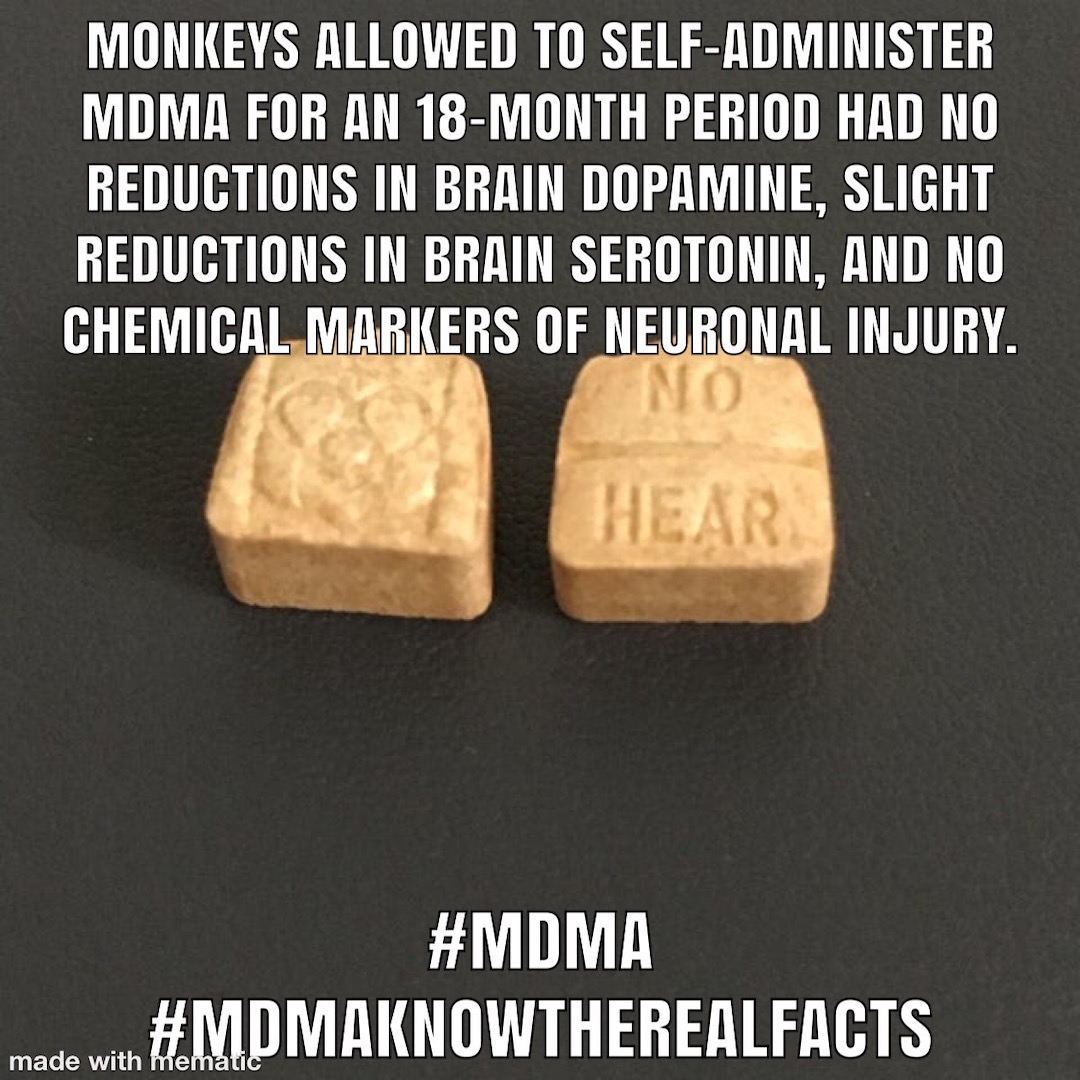 MONKEYS ALLOWED TO SELF-ADMINISTER
MDMA FOR AN 18-MONTH PERIOD HAD NO
REDUCTIONS IN BRAIN DOPAMINE, SLIGHT
REDUCTIONS IN BRAIN SEROTONIN, AND NO
CHEMICAL MARKERS OF NEURONAL INJURY.
NO
HEAR
#MDMA
#MDMAKNOWTHEREALFACTS
made with mematic